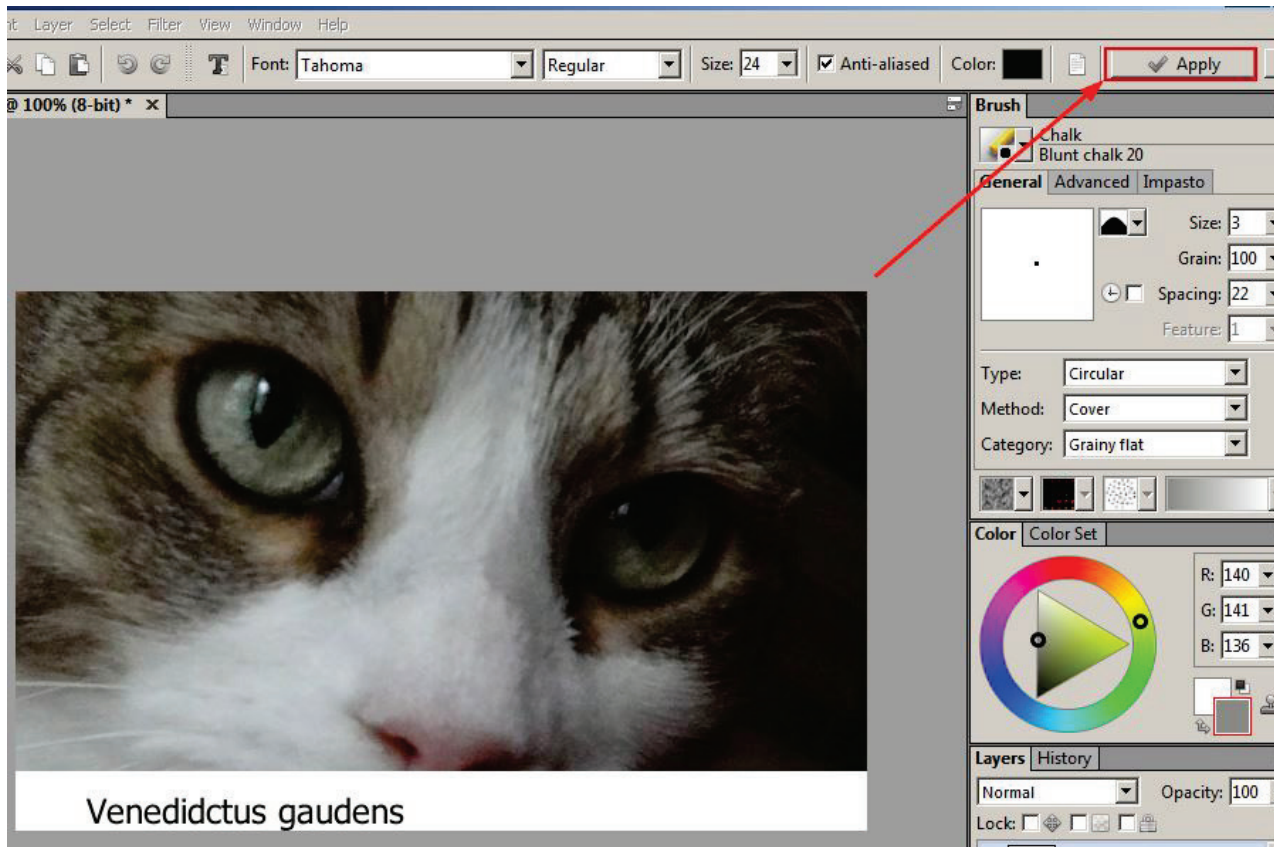 Layer Select Filter View Window Help
Font: Tahoma Regular Size: 24 Anti-aliased Color: Apply
@ 100% (8-bit) * X
Brush
Chalk
Blunt chalk 20
General Advanced Impasto
Size: 3
Grain: 100
Spacing: 22
Feature: 1
Type: Circular
Method: Cover
Category: Grainy flat
Color Color Set
R: 140
G: 141
B: 136
Layers History
Normal Opacity: 100
Lock:
Venedidctus gaudens